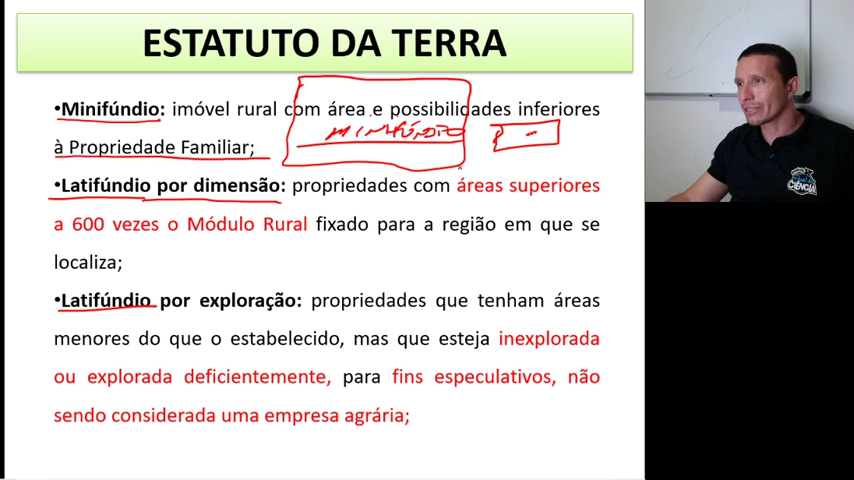 ESTATUTO DA TERRA
•Minifúndio: imóvel rural com área e possibilidades inferiores
MINIFÚNDIO
à Propriedade Familiar;
•Latifúndio por dimensão: propriedades com áreas superiores
a 600 vezes o Módulo Rural fixado para a região em que se
localiza;
•Latifúndio por exploração: propriedades que tenham áreas
menores do que o estabelecido, mas que esteja inexplorada
ou explorada deficientemente, para fins especulativos, não
sendo considerada uma empresa agrária;
CIÊNCIA